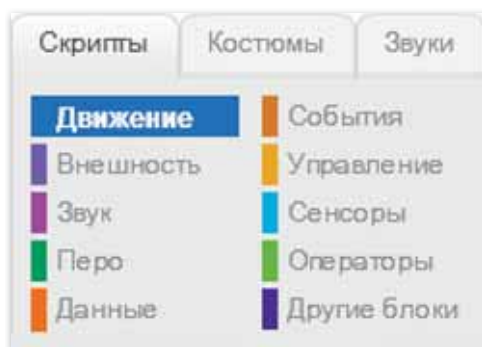 Скрипты Костюмы Звуки
Движение События
Внешность Управление
Звук Сенсоры
Перо Операторы
Данные Другие блоки